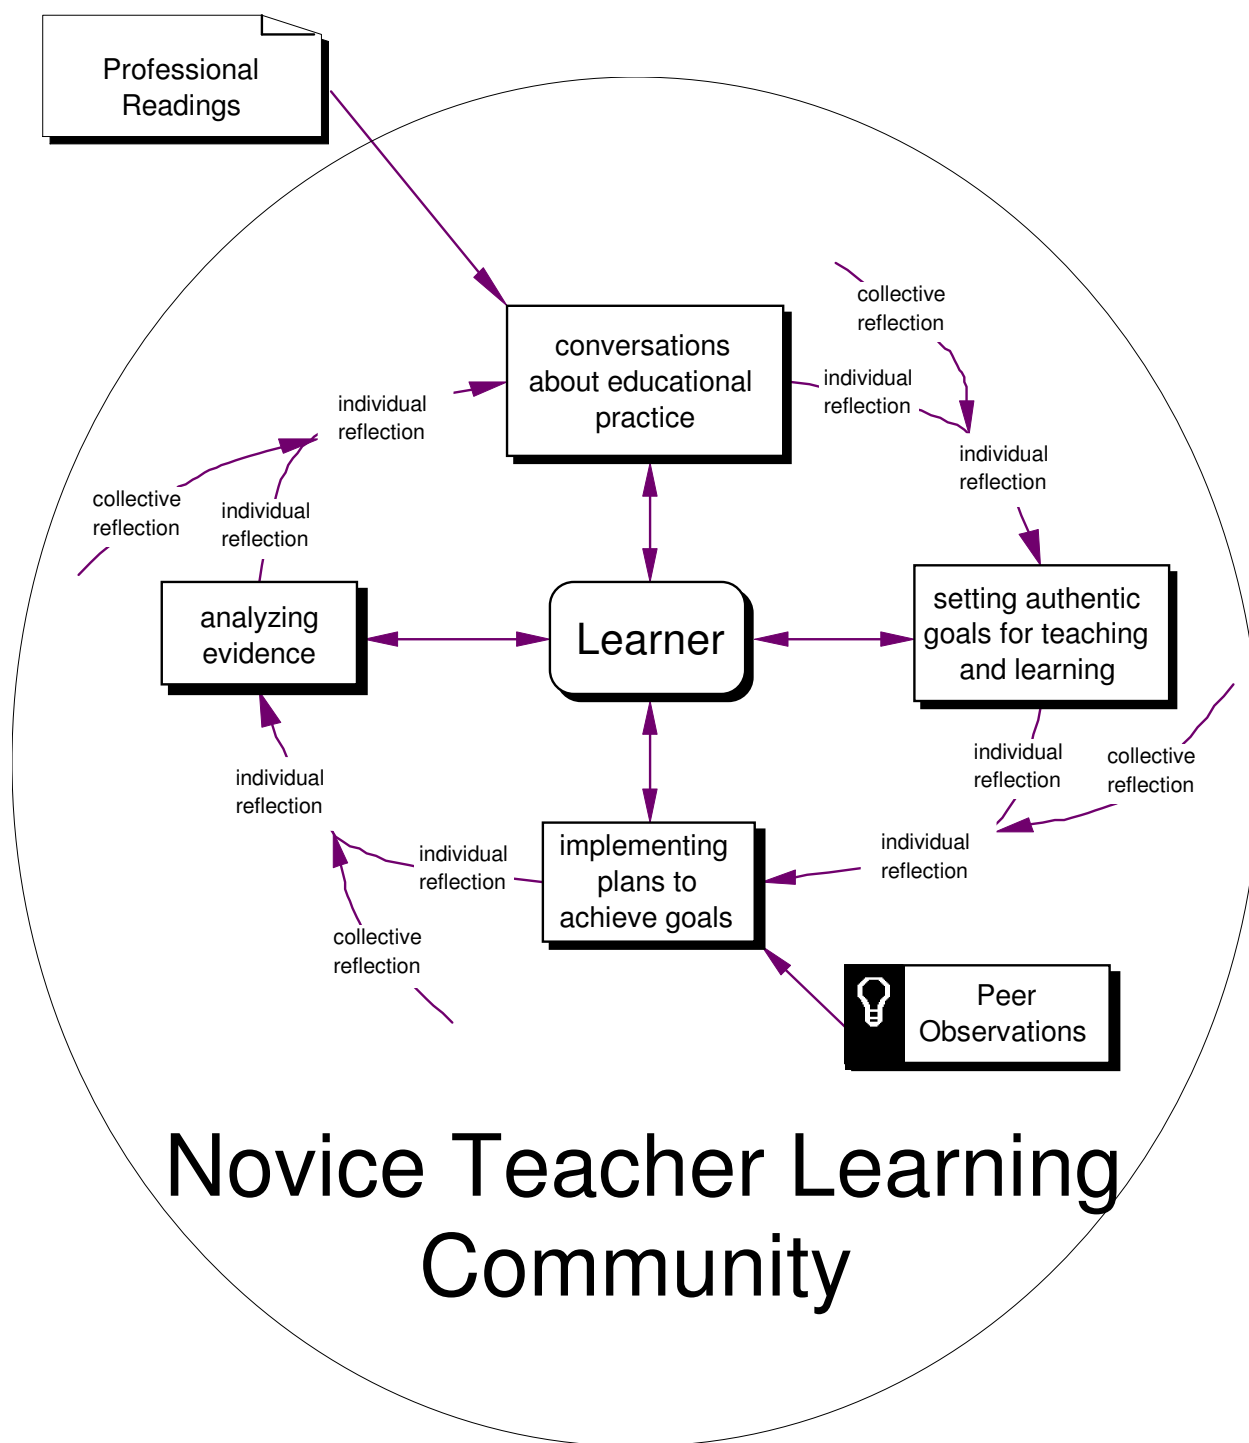 Professional
Readings
collective
reflection
conversations
about educational
practice
individual
reflection
individual
reflection
individual
reflection
collective
reflection
individual
reflection
analyzing
evidence
Learner
setting authentic
goals for teaching
and learning
individual
reflection
collective
reflection
individual
reflection
implementing
plans to
achieve goals
individual
reflection
individual
reflection
collective
reflection
Peer
Observations
Novice Teacher Learning
Community